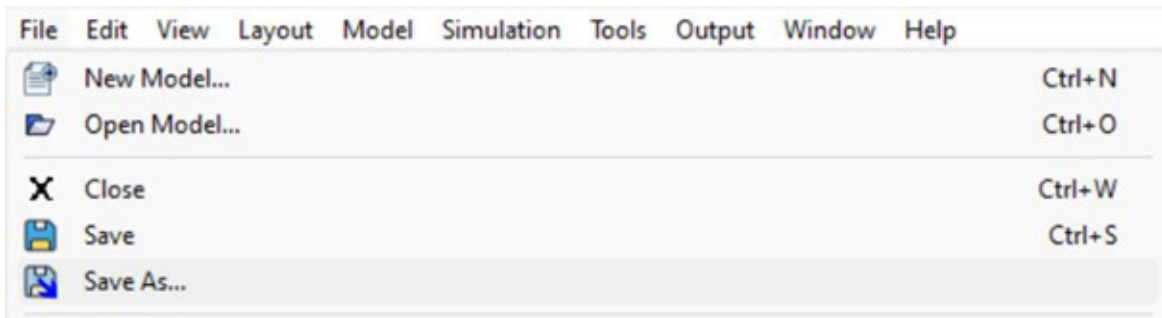 File Edit View Layout Model Simulation Tools Output Window Help
New Model... Ctrl+N
Open Model... Ctrl+O
Close Ctrl+W
Save Ctrl+S
Save As...